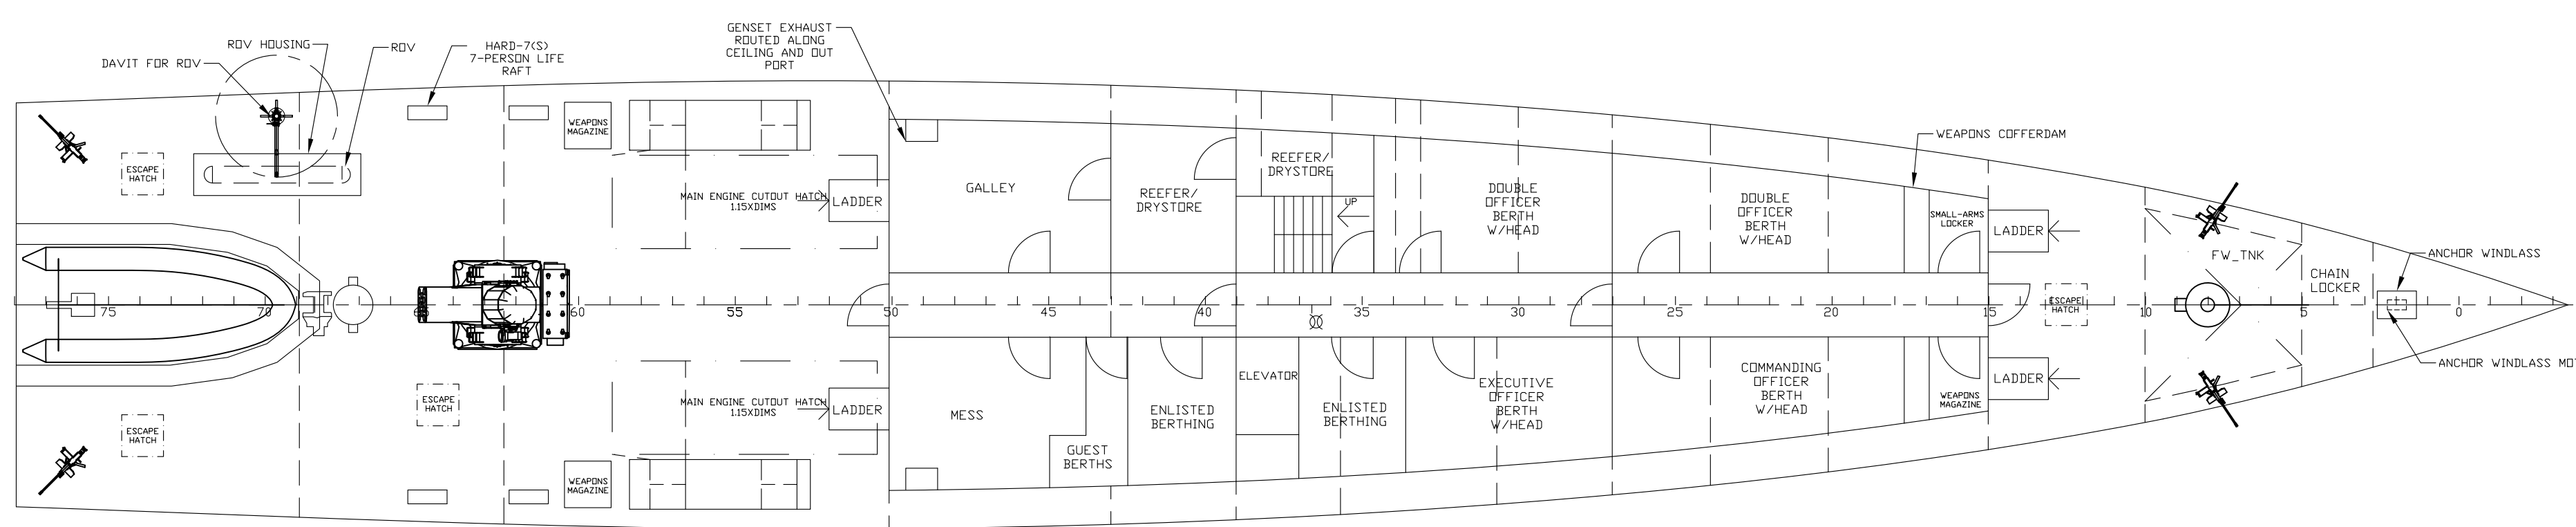 GENSET EXHAUST
ROUTED ALONG
CEILING AND OUT
PORT
ROV HOUSING
ROV
HARD-7(S)
7-PERSON LIFE
RAFT
DAVIT FOR ROV
WEAPONS
MAGAZINE
WEAPONS COFFERDAM
ESCAPE
HATCH
REEFER/
DRYSTORE
GALLEY
REEFER/
DRYSTORE
DOUBLE
OFFICER
BERTH
W/HEAD
DOUBLE
OFFICER
BERTH
W/HEAD
MAIN ENGINE CUTOUT HATCH
1.15XDIMS
LADDER
UP
SMALL-ARMS
LOCKER
LADDER
FW_TNK
ANCHOR WINDLASS
CHAIN
LOCKER
ESCAPE
HATCH
75
70
65
60
55
50
45
40
35
30
25
20
15
10
5
0
ANCHOR WINDLASS MOT
ELEVATOR
COMMANDING
OFFICER
BERTH
W/HEAD
EXECUTIVE
OFFICER
BERTH
W/HEAD
LADDER
ESCAPE
HATCH
MAIN ENGINE CUTOUT HATCH
1.15XDIMS
LADDER
MESS
ENLISTED
BERTHING
ENLISTED
BERTHING
WEAPONS
MAGAZINE
ESCAPE
HATCH
GUEST
BERTHS
WEAPONS
MAGAZINE